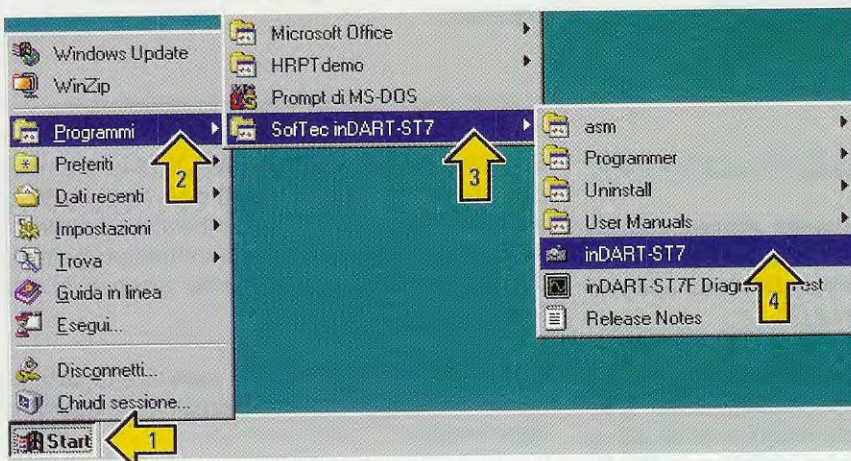 Windows Update
WinZip
Programmi
Preferiti
Dati recenti
Impostazioni
Trova
Guida in linea
Esegui...
Disconnetti...
Chiudi sessione...
Start
1
2
Microsoft Office
HRPT demo
Prompt di MS-DOS
SofTec inDART-ST7
3
asm
Programmer
Uninstall
User Manuals
inDART-ST7
inDART-ST7F
Release Notes
4